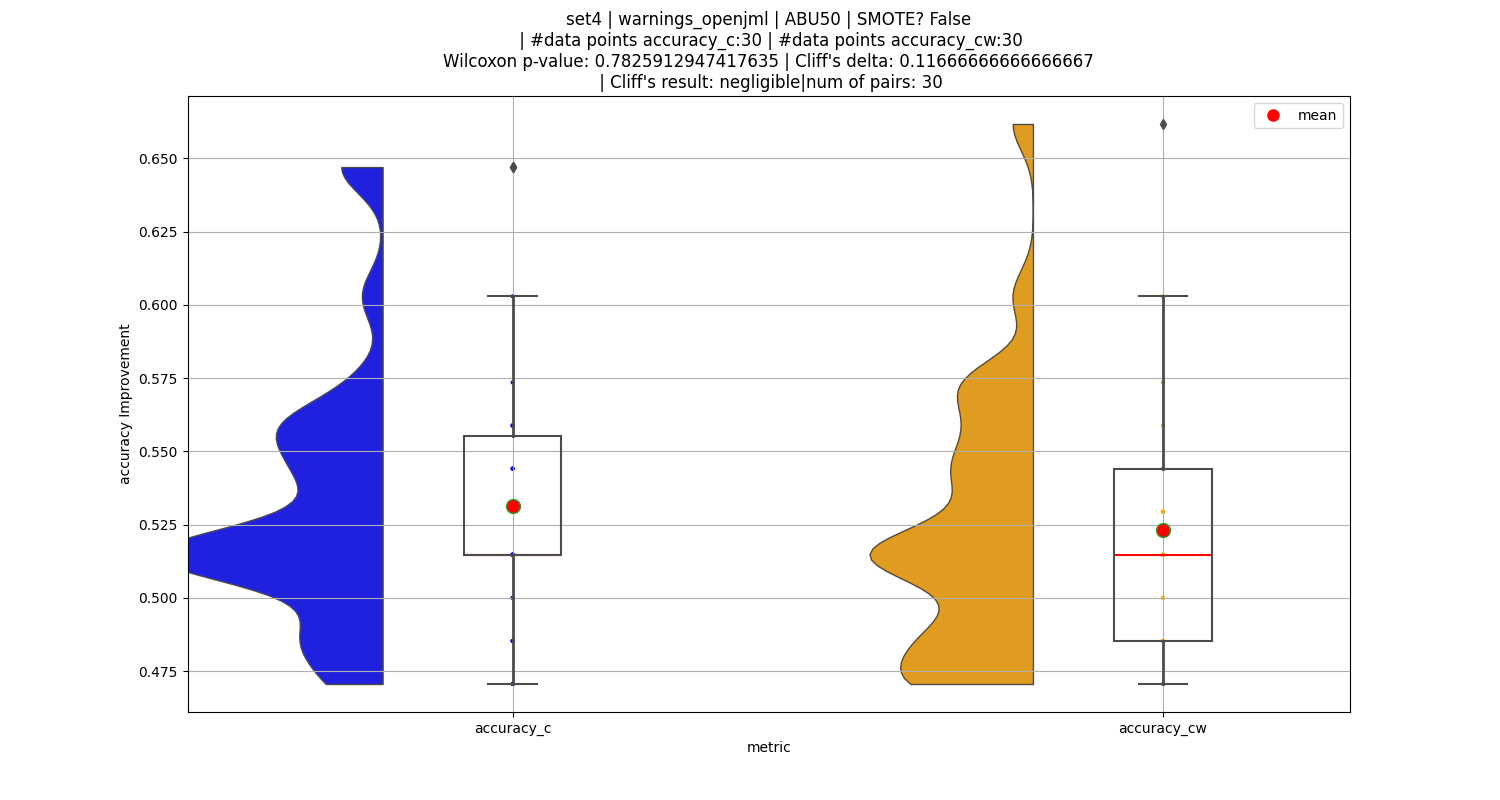 set4 | warnings_openjml | ABU50 | SMOTE? False
| #data points accuracy_c:30 | #data points accuracy_cw:30
Wilcoxon p-value: 0.7825912947417635 | Cliff's delta: 0.11666666666666667
| Cliff's result: negligible|num of pairs: 30
mean
0.650
0.625
0.600
0.575
0.550
0.525
0.500
0.475
accuracy Improvement
accuracy_c
accuracy_cw
metric